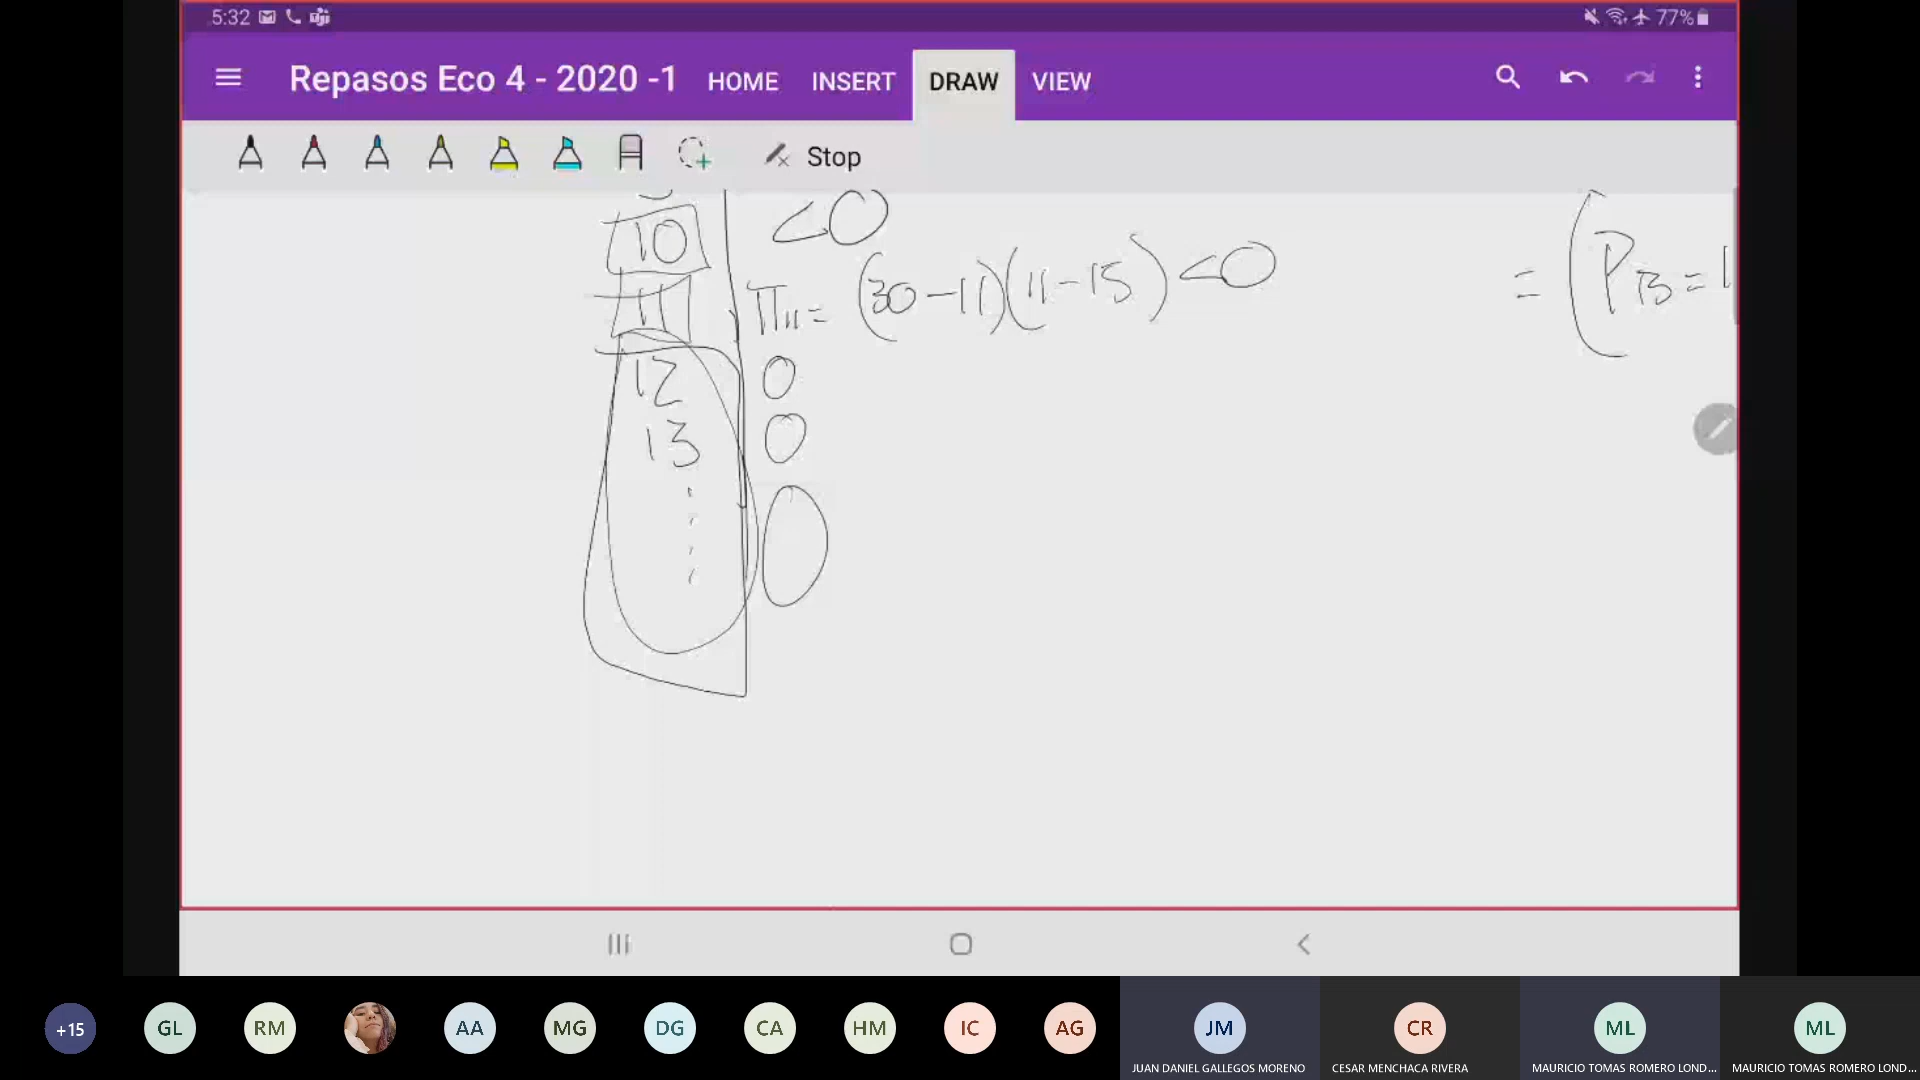 5:32 77%
Repasos Eco 4 - 2020 -1 HOME INSERT DRAW VIEW
Stop
10 <0
11 Π11= (30-11)(11-15) <0 = (PB=1
12 0
13 0
0
+15 GL RM AA MG DG CA HM IC AG JM CR ML ML
JUAN DANIEL GALLEGOS MORENO CESAR MENCHACA RIVERA MAURICIO TOMAS ROMERO LOND... MAURICIO TOMAS ROMERO LOND...